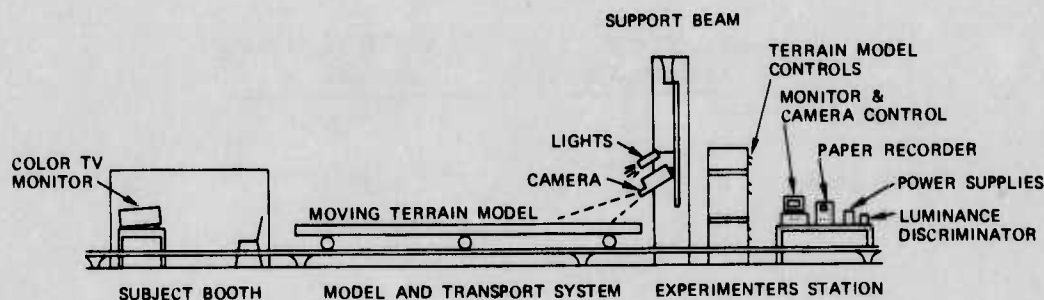 SUPPORT BEAM
TERRAIN MODEL
CONTROLS
MONITOR &
CAMERA CONTROL
LIGHTS
PAPER RECORDER
COLOR TV
MONITOR
CAMERA
POWER SUPPLIES
MOVING TERRAIN MODEL
LUMINANCE
DISCRIMINATOR
SUBJECT BOOTH
MODEL AND TRANSPORT SYSTEM
EXPERIMENTERS STATION